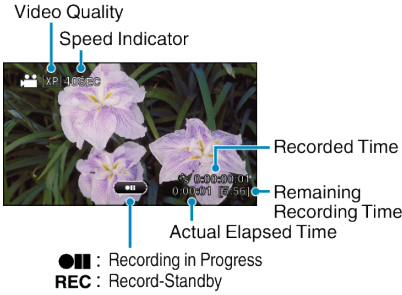 Video Quality
Speed Indicator
XP 40SEC
Recorded Time
0:00:00:01
0:00:01 [5:56]
Remaining
Recording Time
Actual Elapsed Time
: Recording in Progress
REC : Record-Standby